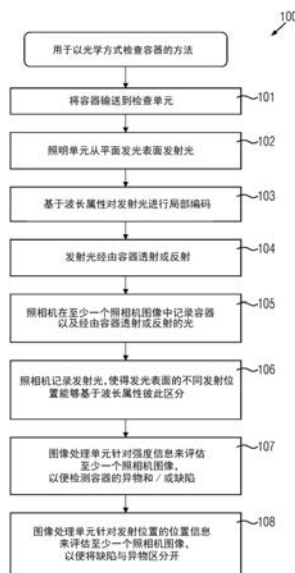 100
用于以光学方式检查容器的方法
将容器输送到检查单元
101
照明单元从平面发光表面发射光
102
基于波长属性对发射光进行局部编码
103
发射光经由容器透射或反射
104
照相机在至少一个照相机图像中记录容器
以及经由容器透射或反射的光
105
照相机记录发射光,使得发光表面的不同发射位
置能够基于波长属性彼此区分
106
图像处理单元针对强度信息来评估
至少一个照相机图像,
以便检测容器的异物和/或缺陷
107
图像处理单元针对发射位置的位置信息
来评估至少一个照相机图像,
以便将缺陷与异物区分开
108